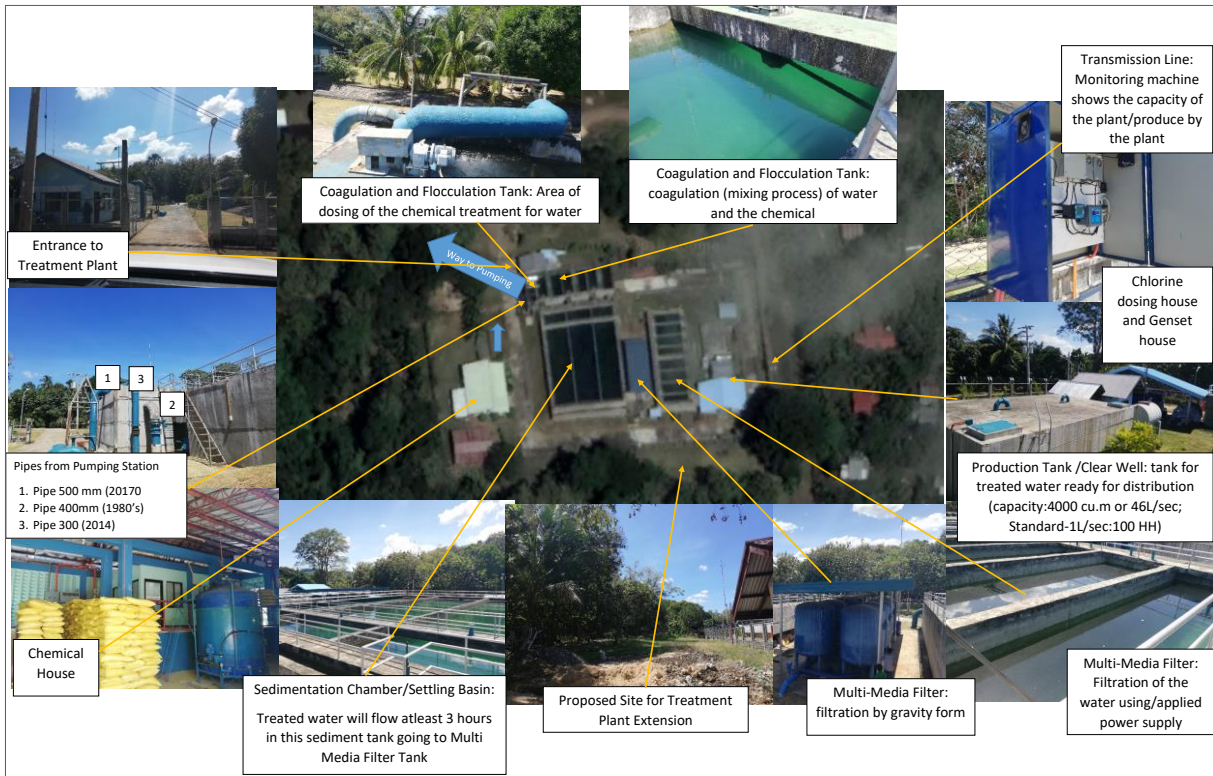 Transmission Line:
Monitoring machine
shows the capacity of
the plant/produce by
the plant
Coagulation and Flocculation Tank: Area of
dosing of the chemical treatment for water
Coagulation and Flocculation Tank:
coagulation (mixing process) of water
and the chemical
Entrance to
Treatment Plant
Way to Pumping
Chlorine
dosing house
and Genset
house
1
3
2
Pipes from Pumping Station
1. Pipe 500 mm (20170
2. Pipe 400mm (1980's)
3. Pipe 300 (2014)
Production Tank /Clear Well: tank for
treated water ready for distribution
(capacity:4000 cu.m or 46L/sec;
Standard-1L/sec:100 HH)
Chemical
House
Sedimentation Chamber/Settling Basin:
Treated water will flow atleast 3 hours
in this sediment tank going to Multi
Media Filter Tank
Proposed Site for Treatment
Plant Extension
Multi-Media Filter:
filtration by gravity form
Multi-Media Filter:
Filtration of the
water using/applied
power supply